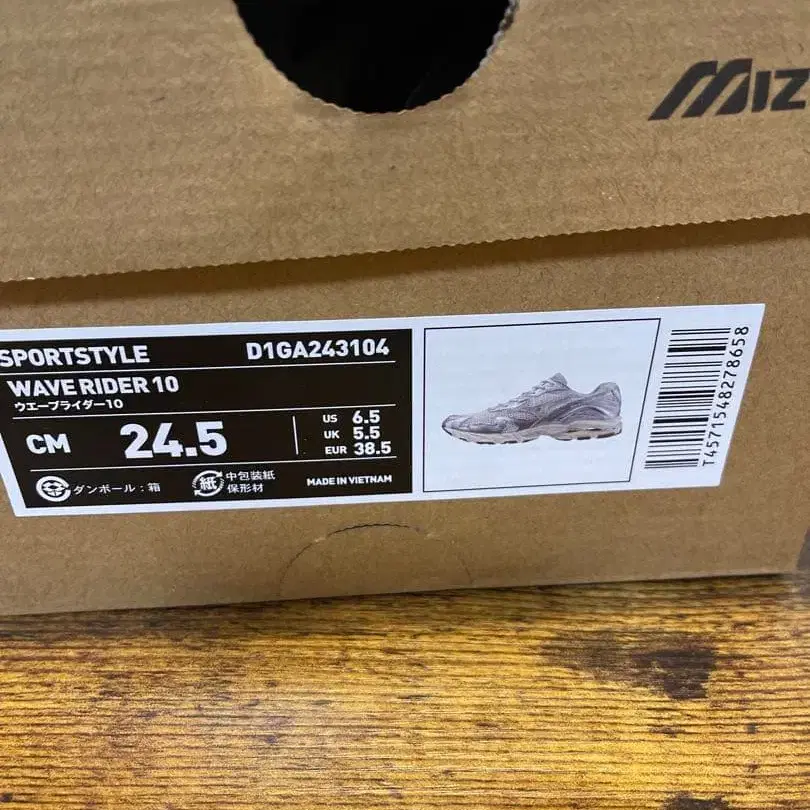 MIZ
SPORTSTYLE D1GA243104
WAVE RIDER 10
ウエーブライダー10
CM 24.5
US 6.5
UK 5.5
EUR 38.5
ダンボール：箱
紙 中包装紙
保形材
MADE IN VIETNAM
T4571548278658